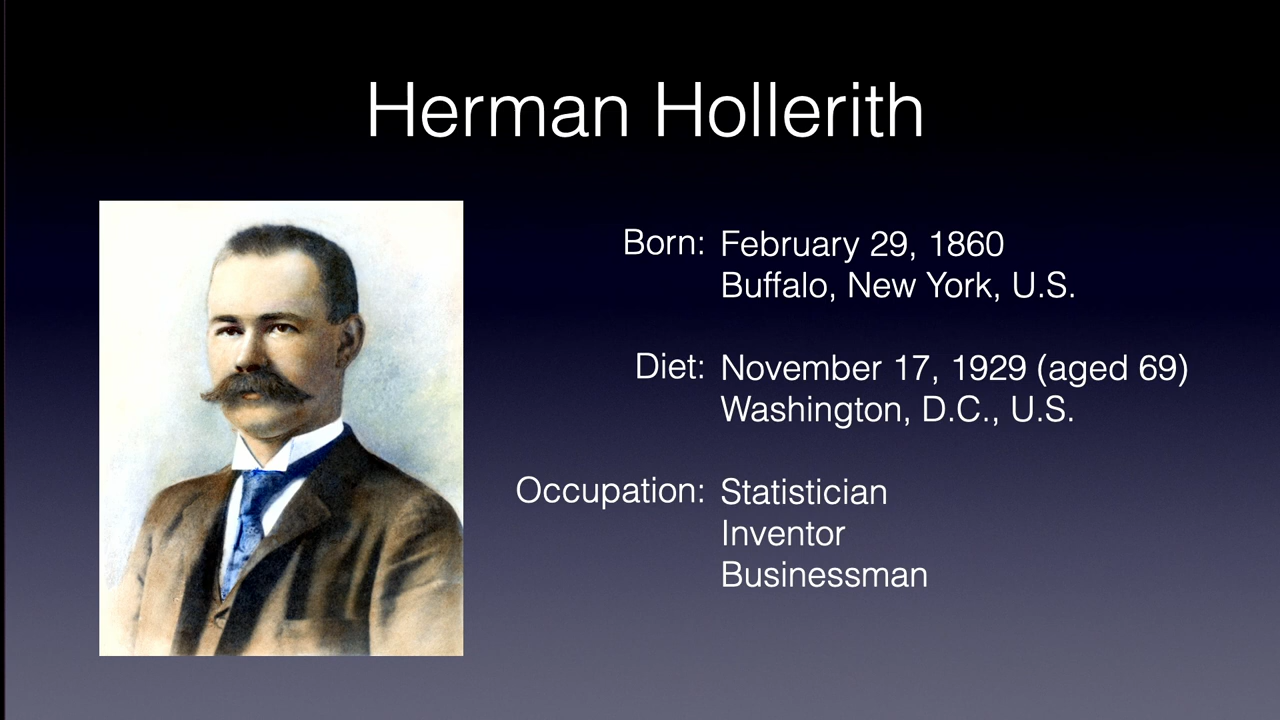 Herman Hollerith
Born: February 29, 1860
Buffalo, New York, U.S.
Diet: November 17, 1929 (aged 69)
Washington, D.C., U.S.
Occupation: Statistician
Inventor
Businessman